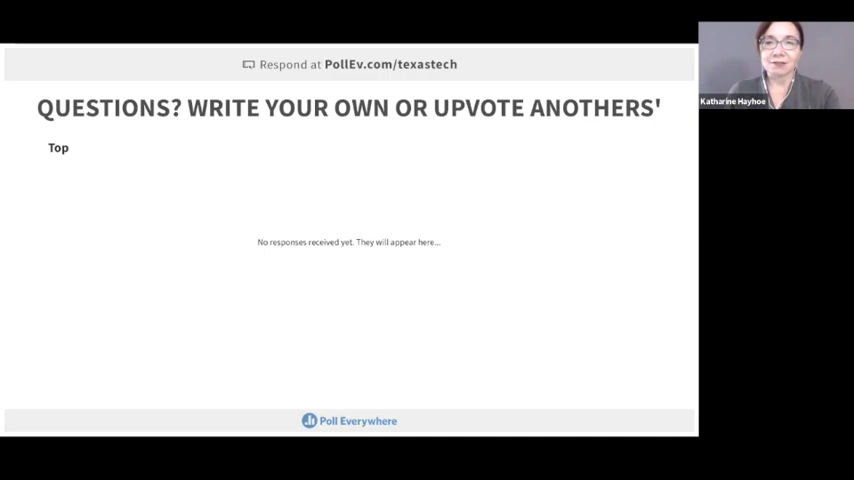 Respond at PollEv.com/texastech
QUESTIONS? WRITE YOUR OWN OR UPVOTE ANOTHERS'
Top
No responses received yet. They will appear here...
Poll Everywhere
Katharine Hayhoe